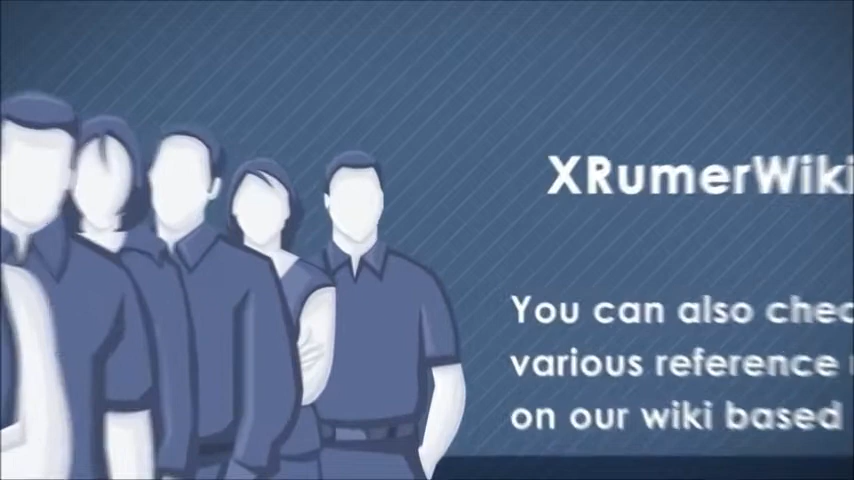 XRumerWiki
You can also
various reference
on our wiki based